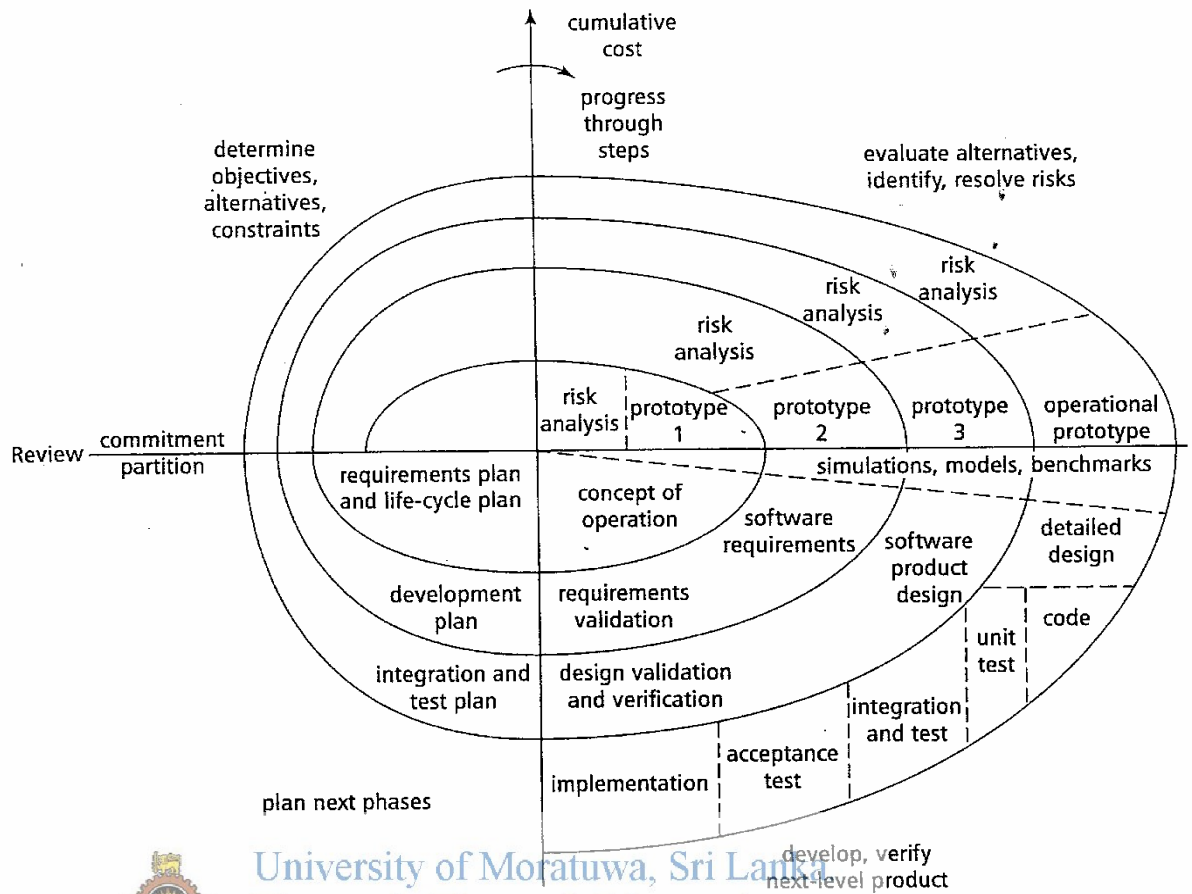 cumulative
cost
progress
through
steps
determine
objectives,
alternatives,
constraints
evaluate alternatives,
identify, resolve risks
risk
analysis
risk
analysis
risk
analysis
risk
analysis
prototype
1
prototype
2
prototype
3
operational
prototype
Review
commitment
partition
simulations, models, benchmarks
requirements plan
and life-cycle plan
concept of
operation
software
requirements
software
product
design
detailed
design
development
plan
requirements
validation
code
unit
test
integration and
test plan
design validation
and verification
integration
and test
acceptance
test
implementation
plan next phases
develop, verify
next-level product
University of Moratuwa, Sri Lanka